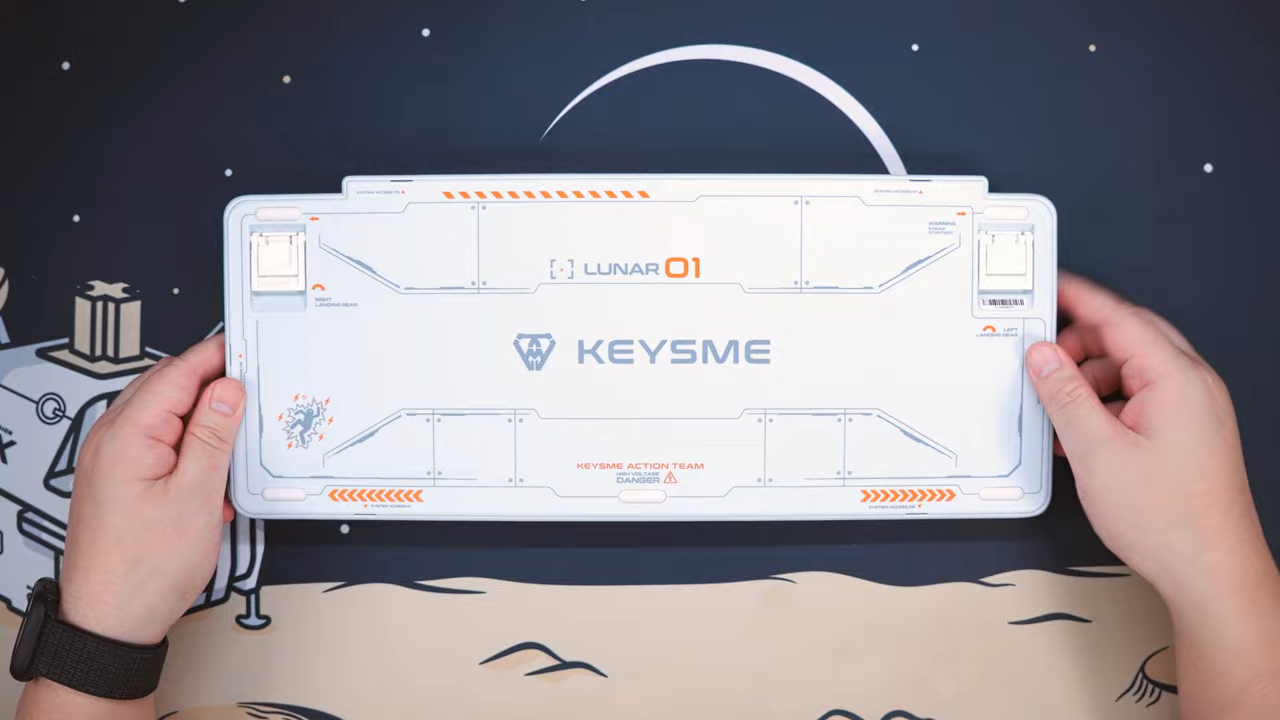 LUNAR 01
WARNING
RIGHT
LANDING GEAR
LEFT
LANDING GEAR
KEYSME
KEYSME ACTION TEAM
HIGH VOLTAGE
DANGER